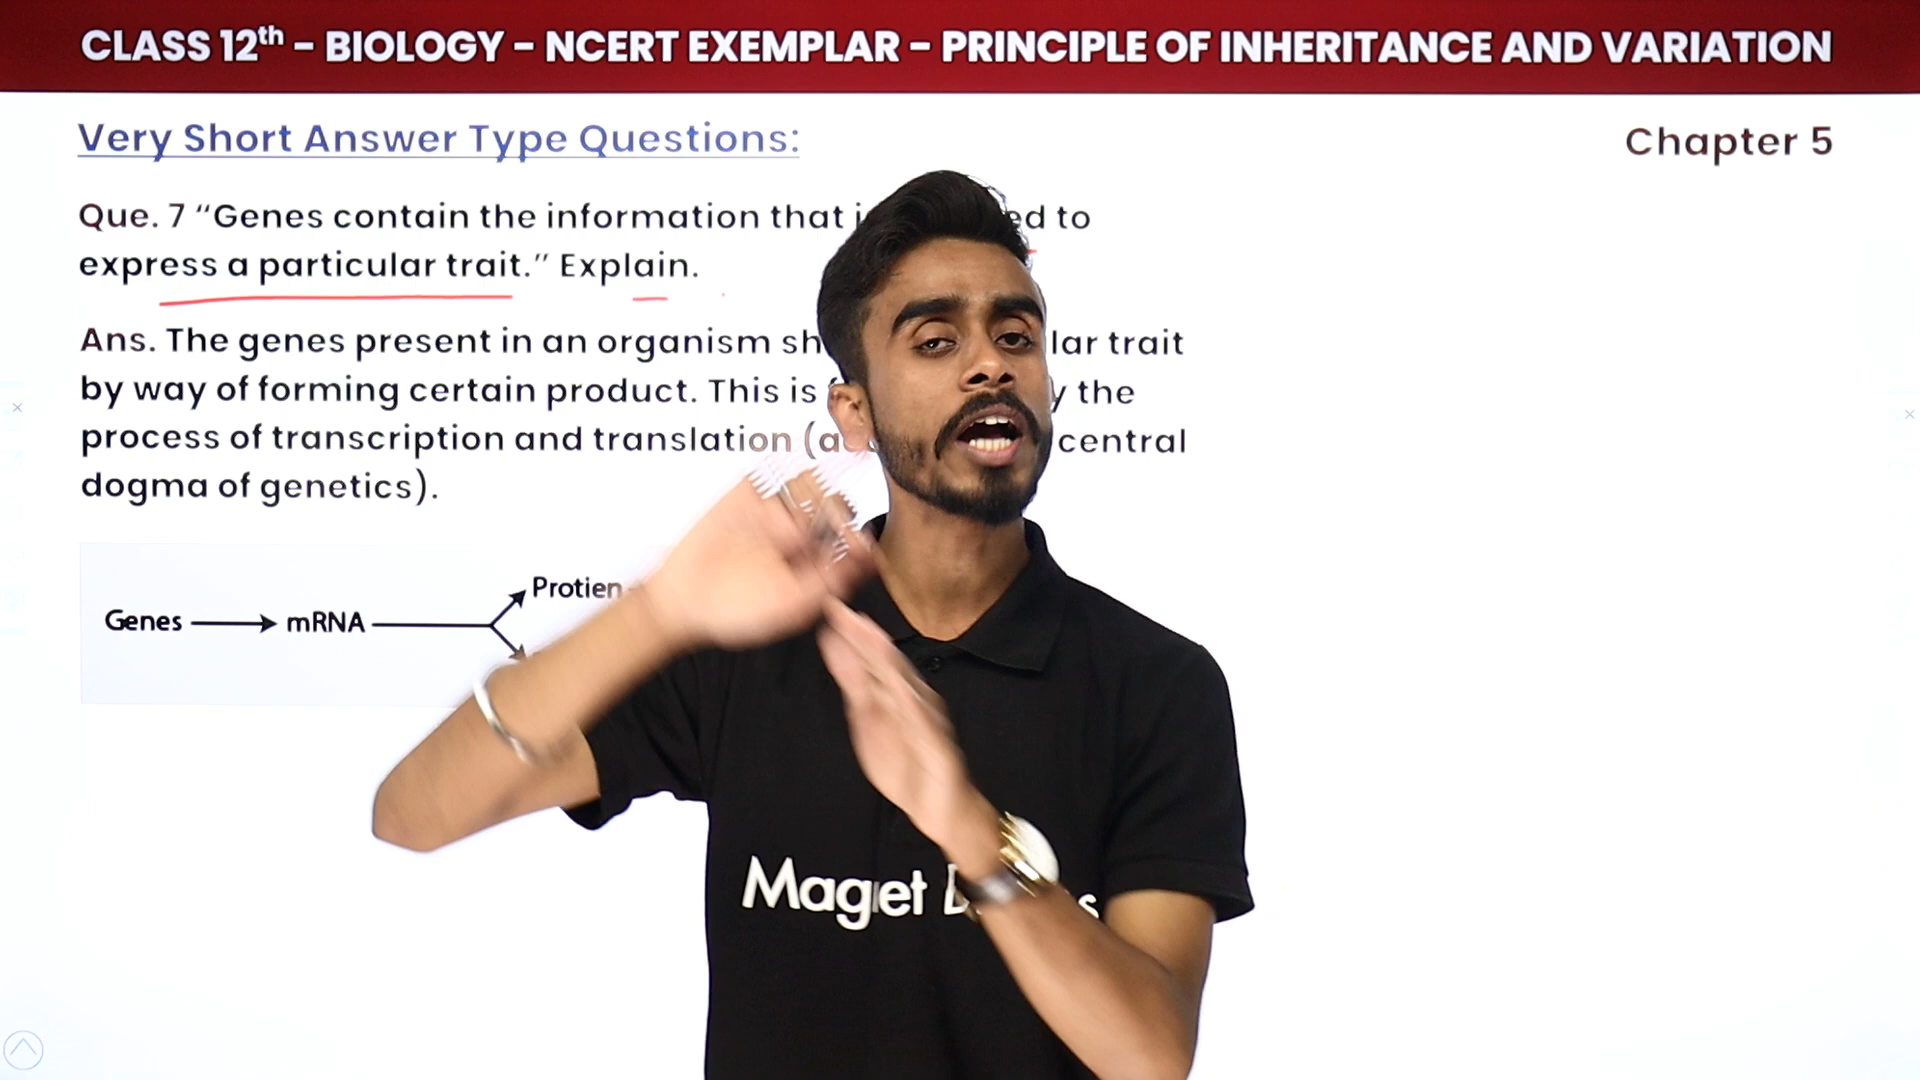 CLASS 12th – BIOLOGY – NCERT EXEMPLAR – PRINCIPLE OF INHERITANCE AND VARIATION
Very Short Answer Type Questions:
Chapter 5
Que. 7 “Genes contain the information that to
express a particular trait.” Explain.
Ans. The genes present in an organism trait
by way of forming certain product. This is the
process of transcription and translation ( central
dogma of genetics).
Protien
Genes mRNA